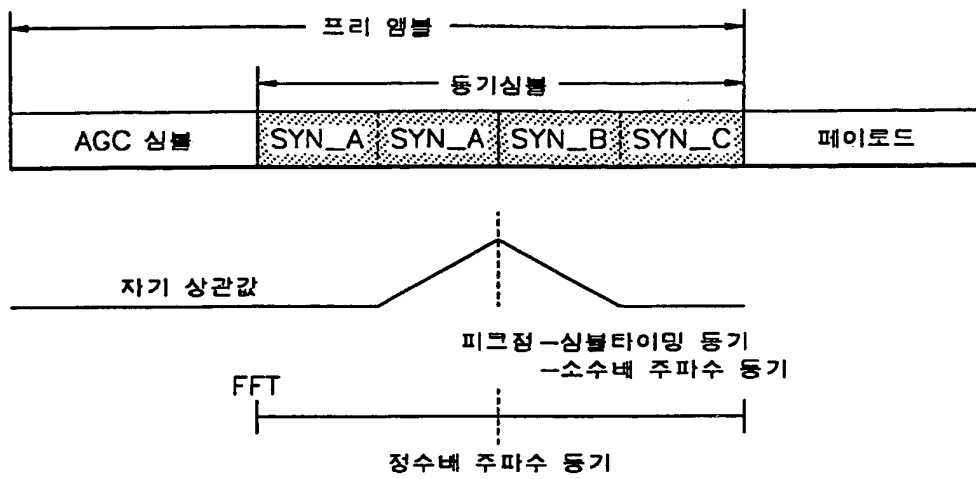 프리 앰블
동기심볼
AGC 심볼 SYN_A SYN_A SYN_B SYN_C 페이로드
자기 상관값
피크점 —심볼타이밍 동기
—소수배 주파수 동기
FFT
정수배 주파수 동기